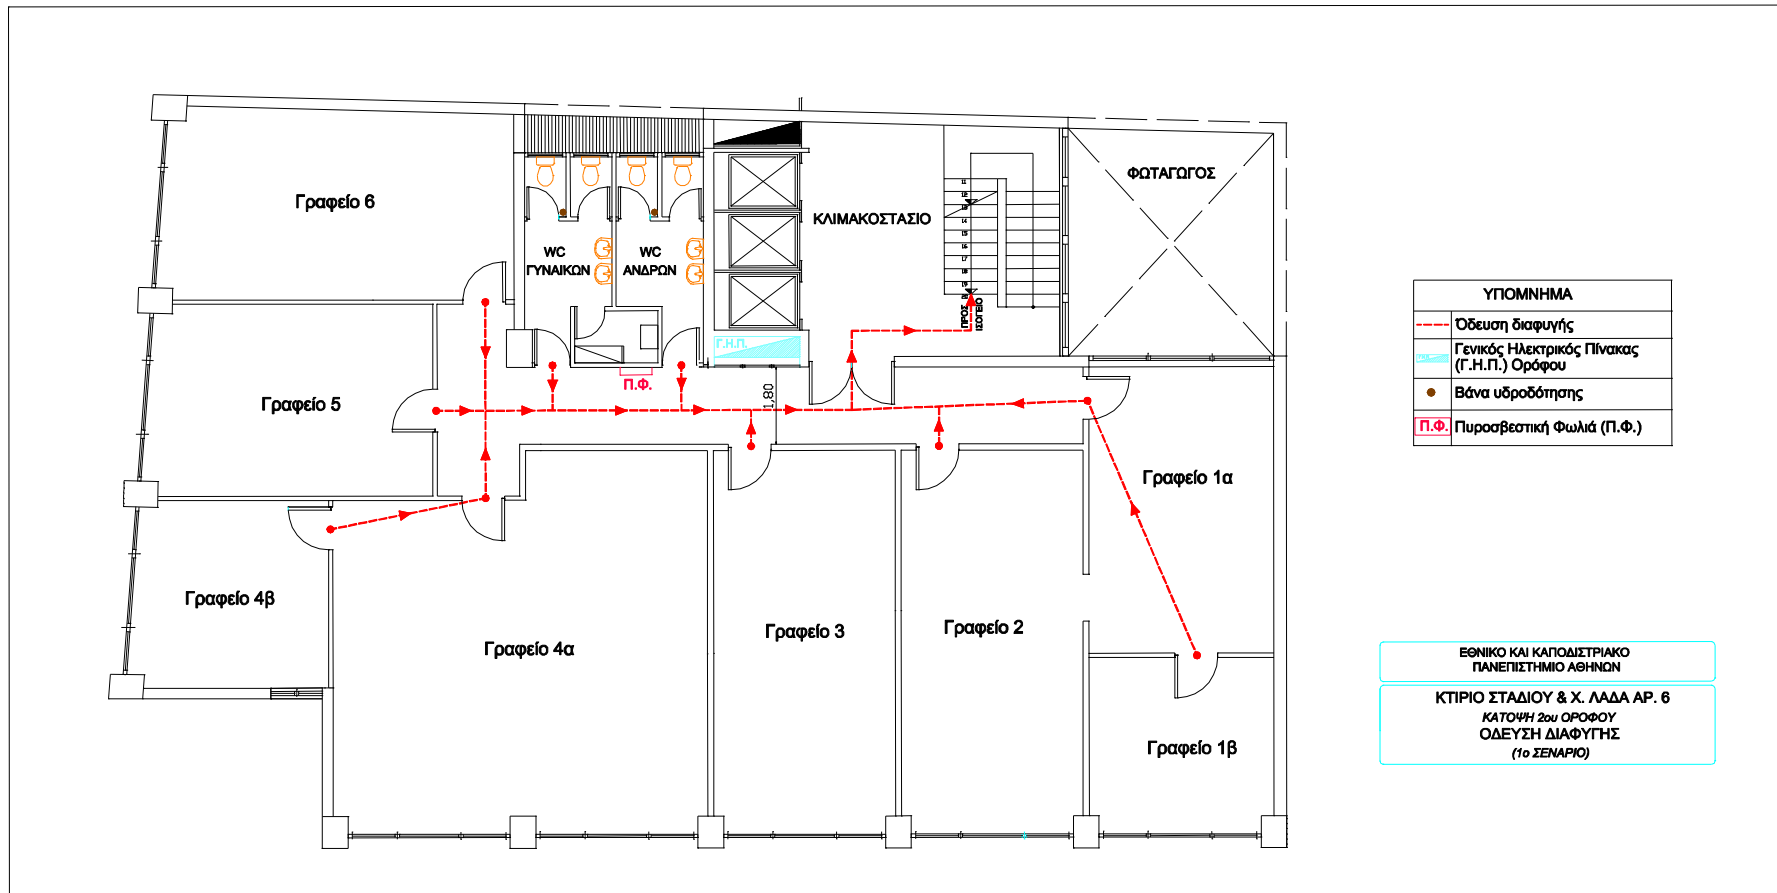 Γραφείο 6
WC
ΓΥΝΑΙΚΩΝ
WC
ΑΝΔΡΩΝ
ΚΛΙΜΑΚΟΣΤΑΣΙΟ
ΦΩΤΑΓΩΓΟΣ
ΠΡΟΣ
ΙΣΟΓΕΙΟ
Γ.Η.Π.
Π.Φ.
1,80
Γραφείο 5
Γραφείο 4β
Γραφείο 4α
Γραφείο 3
Γραφείο 2
Γραφείο 1α
Γραφείο 1β
ΥΠΟΜΝΗΜΑ
Όδευση διαφυγής
Γενικός Ηλεκτρικός Πίνακας
(Γ.Η.Π.) Ορόφου
Βάνα υδροδότησης
Π.Φ. Πυροσβεστική Φωλιά (Π.Φ.)
ΕΘΝΙΚΟ ΚΑΙ ΚΑΠΟΔΙΣΤΡΙΑΚΟ
ΠΑΝΕΠΙΣΤΗΜΙΟ ΑΘΗΝΩΝ
ΚΤΙΡΙΟ ΣΤΑΔΙΟΥ & Χ. ΛΑΔΑ ΑΡ. 6
ΚΑΤΟΨΗ 2ου ΟΡΟΦΟΥ
ΟΔΕΥΣΗ ΔΙΑΦΥΓΗΣ
(1ο ΣΕΝΑΡΙΟ)